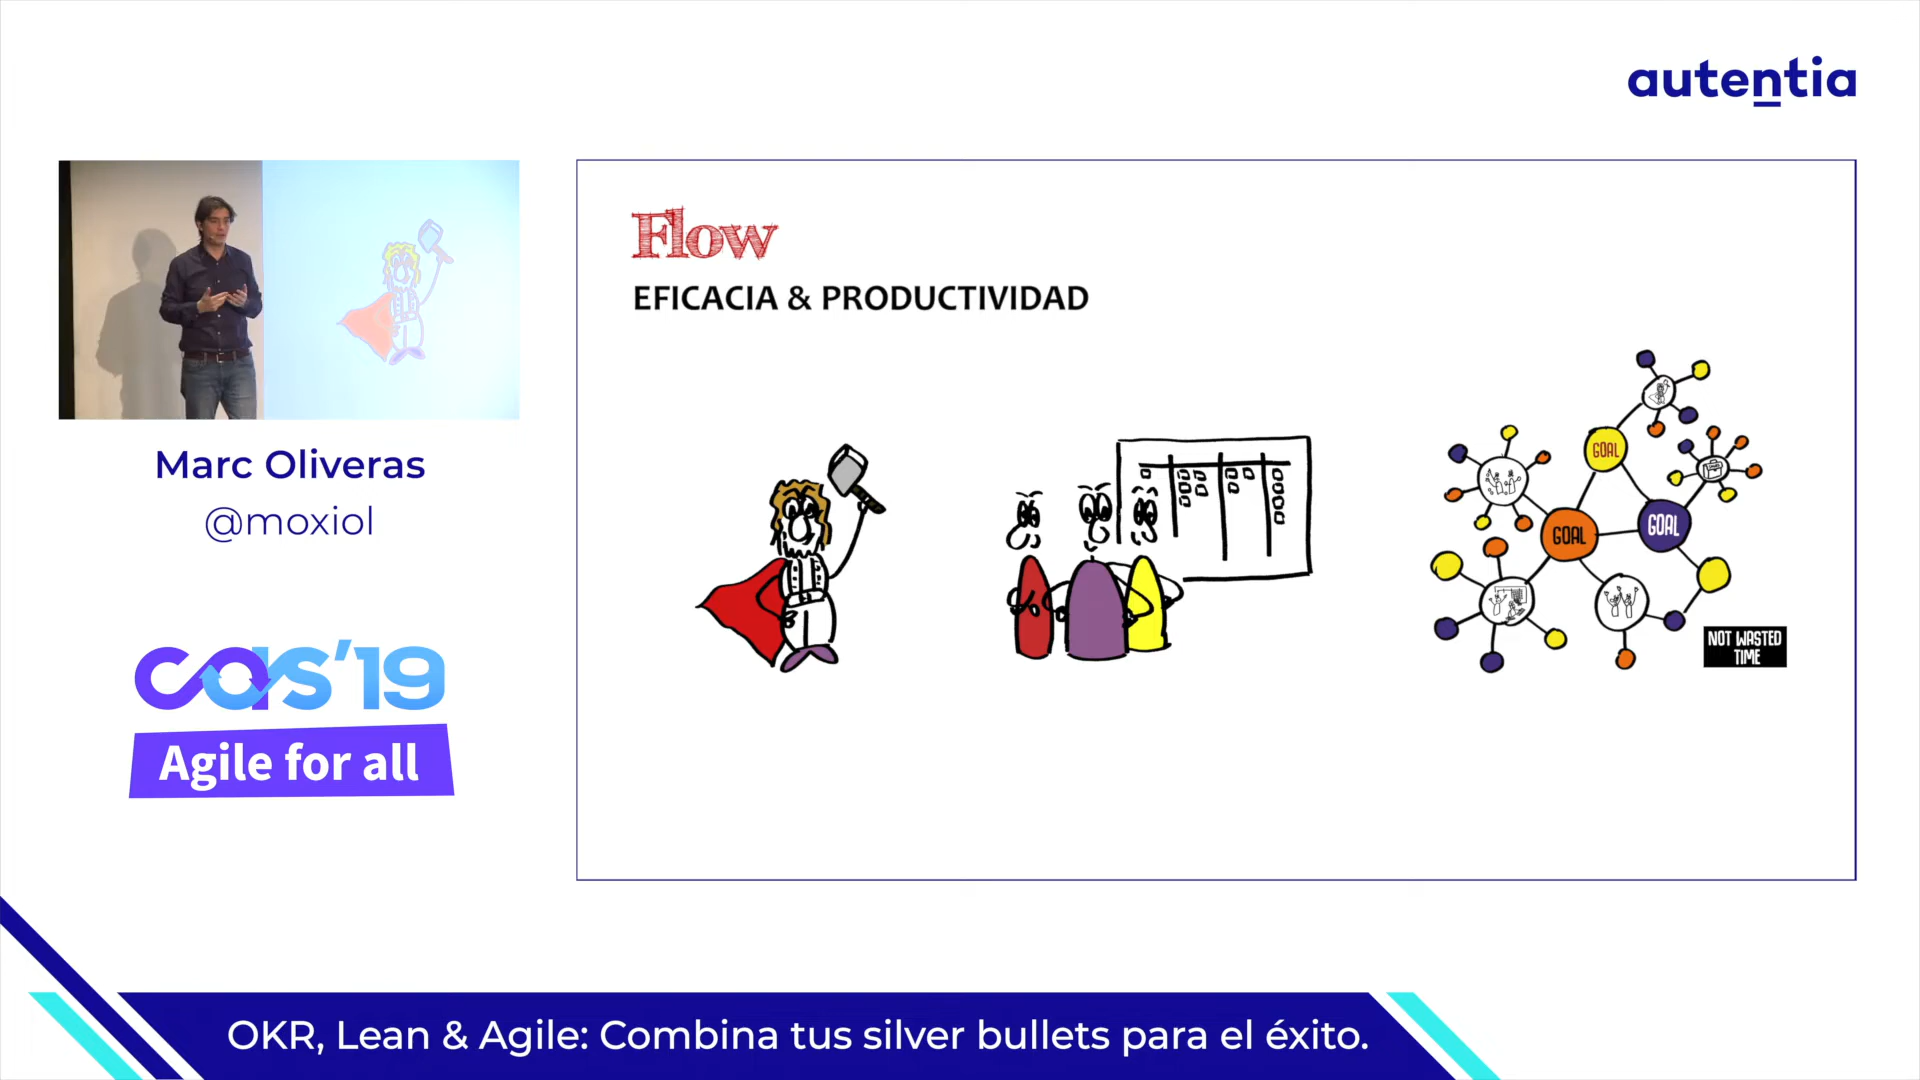 autentia
Flow
EFICACIA & PRODUCTIVIDAD
GOAL
GOAL
GOAL
NOT WASTED
TIME
Marc Oliveras
@moxiol
cas'19
Agile for all
OKR, Lean & Agile: Combina tus silver bullets para el éxito.